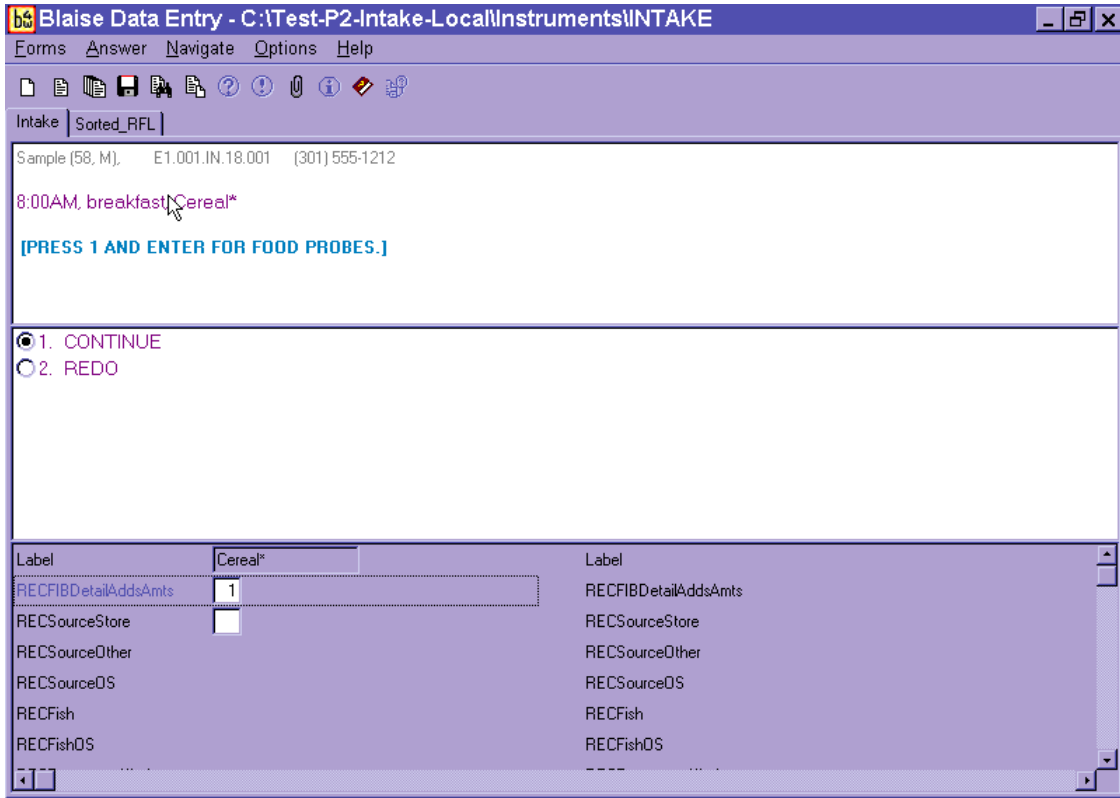 Blaise Data Entry - C:\Test-P2-Intake-Local\Instruments\INTAKE
Forms Answer Navigate Options Help
Intake Sorted_RFL
Sample (58, M), E1.001.IN.18.001 (301) 555-1212
8:00AM, breakfast, Cereal*
[PRESS 1 AND ENTER FOR FOOD PROBES.]
1. CONTINUE
2. REDO
Label Cereal* Label
RECFIBDetailAddsAmts 1 RECFIBDetailAddsAmts
RECSourceStore RECSourceStore
RECSourceOther RECSourceOther
RECSourceOS RECSourceOS
RECFish RECFish
RECFishOS RECFishOS